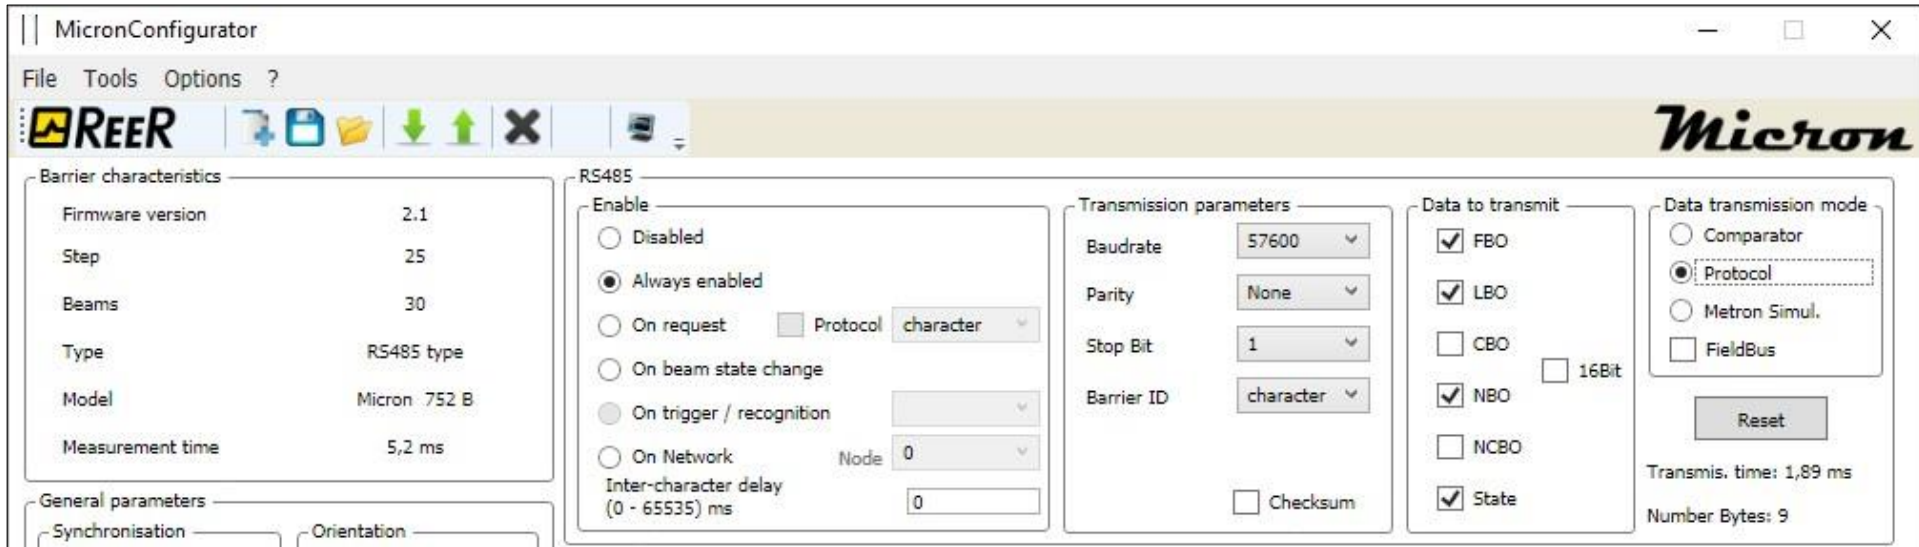 MicronConfigurator
File Tools Options ?
REER
Micron
Barrier characteristics
Firmware version 2.1
Step 25
Beams 30
Type RS485 type
Model Micron 752 B
Measurement time 5,2 ms
General parameters
Synchronisation
Orientation
RS485
Enable
Disabled
Always enabled
On request Protocol character
On beam state change
On trigger / recognition
On Network Node 0
Inter-character delay
(0 - 65535) ms 0
Transmission parameters
Baudrate 57600
Parity None
Stop Bit 1
Barrier ID character
Checksum
Data to transmit
FBO
LBO
CBO
16Bit
NBO
NCBO
State
Data transmission mode
Comparator
Protocol
Metron Simul.
FieldBus
Reset
Transmis. time: 1,89 ms
Number Bytes: 9